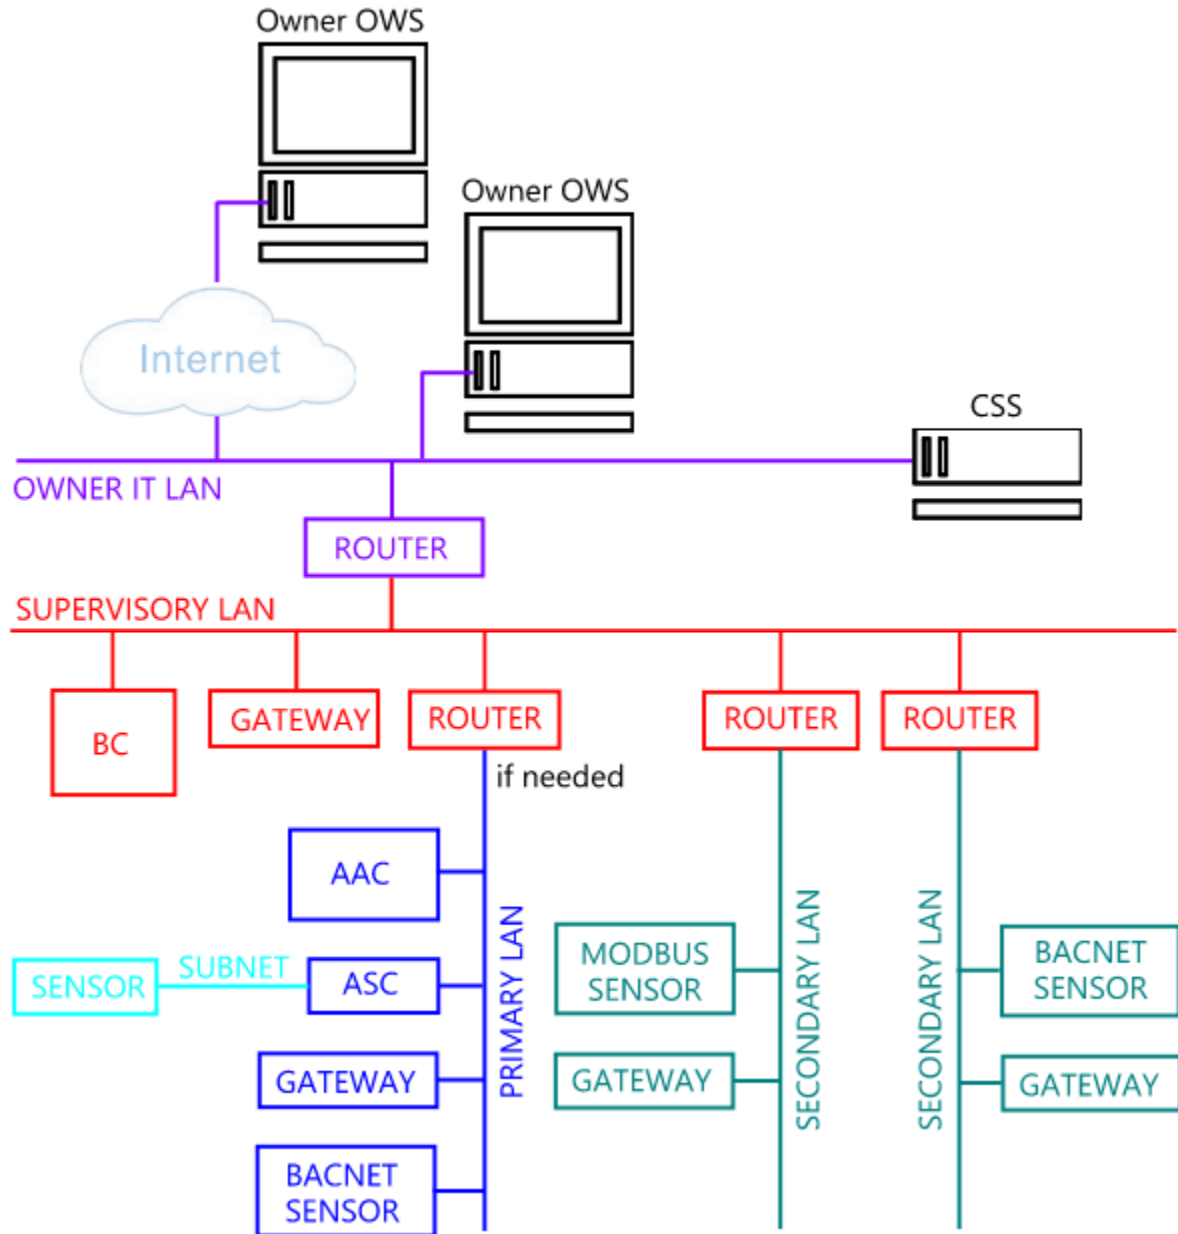 Owner OWS
Owner OWS
Internet
CSS
OWNER IT LAN
ROUTER
SUPERVISORY LAN
BC
GATEWAY
ROUTER
ROUTER
ROUTER
if needed
AAC
PRIMARY LAN
SENSOR
SUBNET
ASC
GATEWAY
BACNET
SENSOR
MODBUS
SENSOR
GATEWAY
SECONDARY LAN
SECONDARY LAN
BACNET
SENSOR
GATEWAY